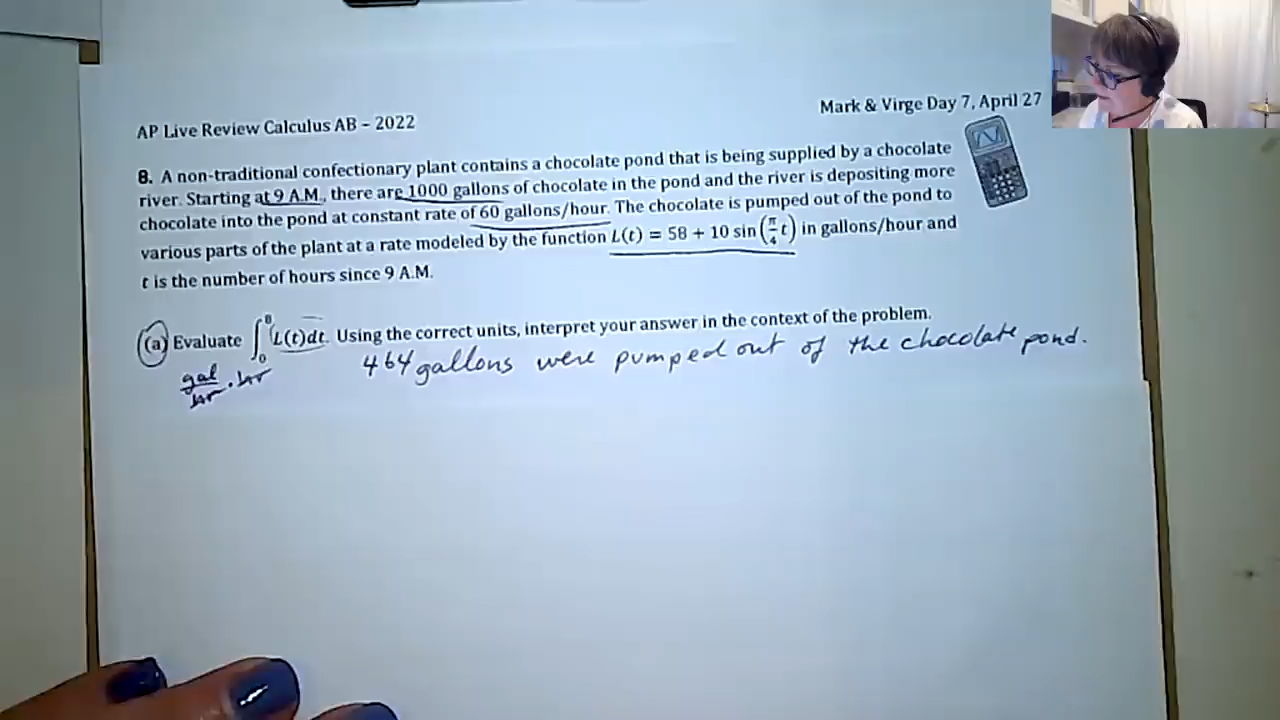 Mark & Virge Day 7, April 27
AP Live Review Calculus AB – 2022
8. A non-traditional confectionary plant contains a chocolate pond that is being supplied by a chocolate
river. Starting at 9 A.M., there are 1000 gallons of chocolate in the pond and the river is depositing more
chocolate into the pond at constant rate of 60 gallons/hour. The chocolate is pumped out of the pond to
various parts of the plant at a rate modeled by the function L(t) = 58 + 10 sin(π/4 t) in gallons/hour and
t is the number of hours since 9 A.M.
(a) Evaluate ∫₀⁸ L(t)dt. Using the correct units, interpret your answer in the context of the problem.
464 gallons were pumped out of the chocolate pond.
gal/hr · hr